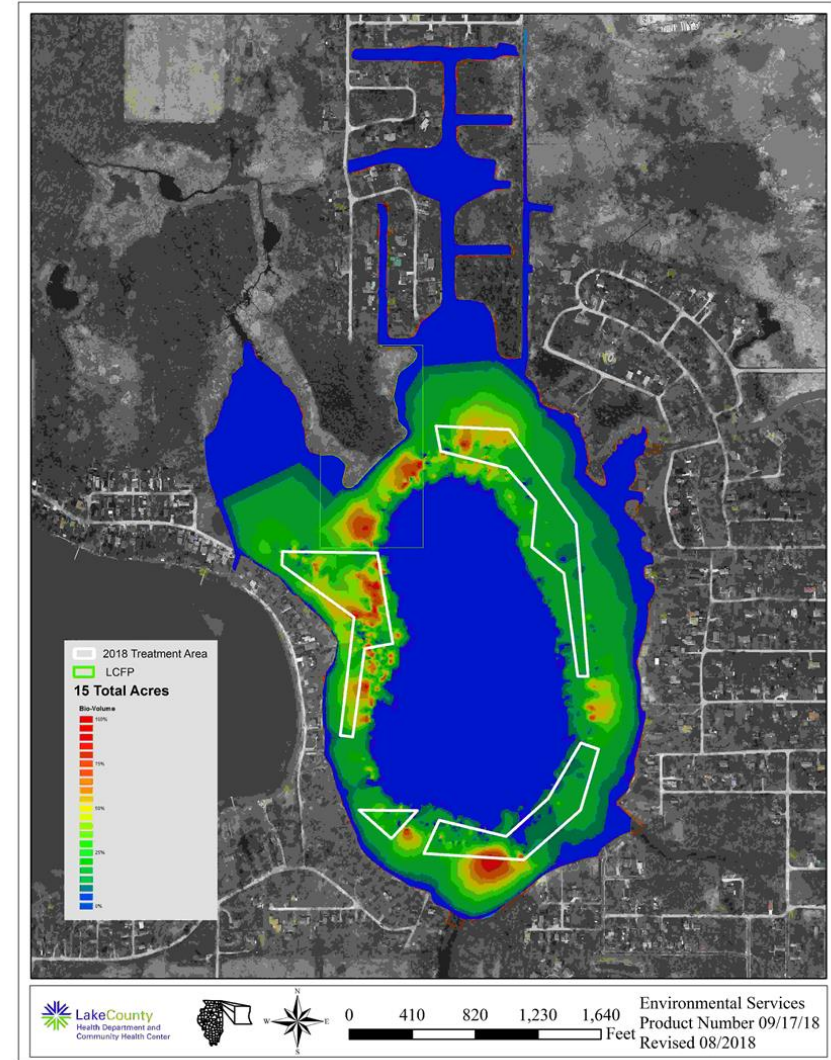 2018 Treatment Area
LCFP
15 Total Acres
Bio-Volume
100%
75%
50%
25%
0%
LakeCounty
Health Department and
Community Health Center
N
W
E
S
0 410 820 1,230 1,640
Feet
Environmental Services
Product Number 09/17/18
Revised 08/2018